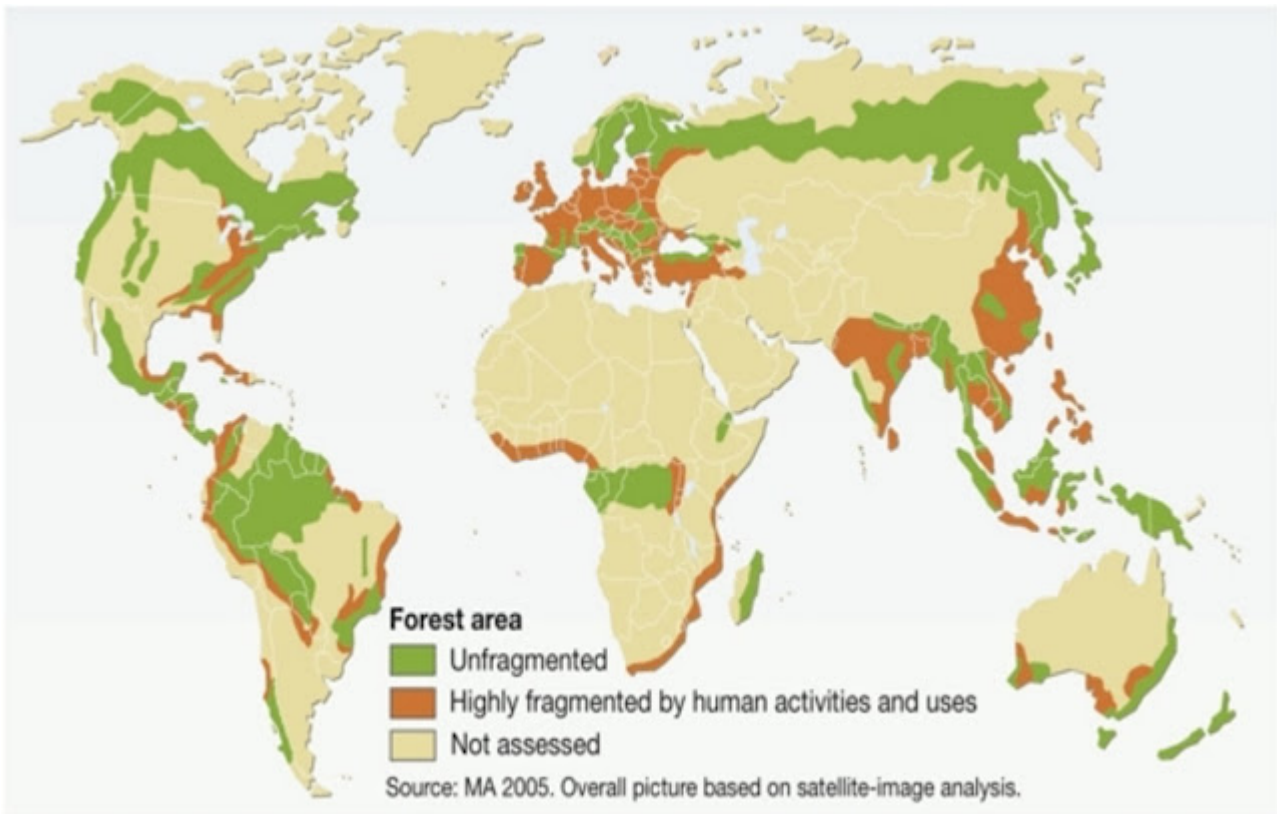 Forest area
Unfragmented
Highly fragmented by human activities and uses
Not assessed
Source: MA 2005. Overall picture based on satellite-image analysis.